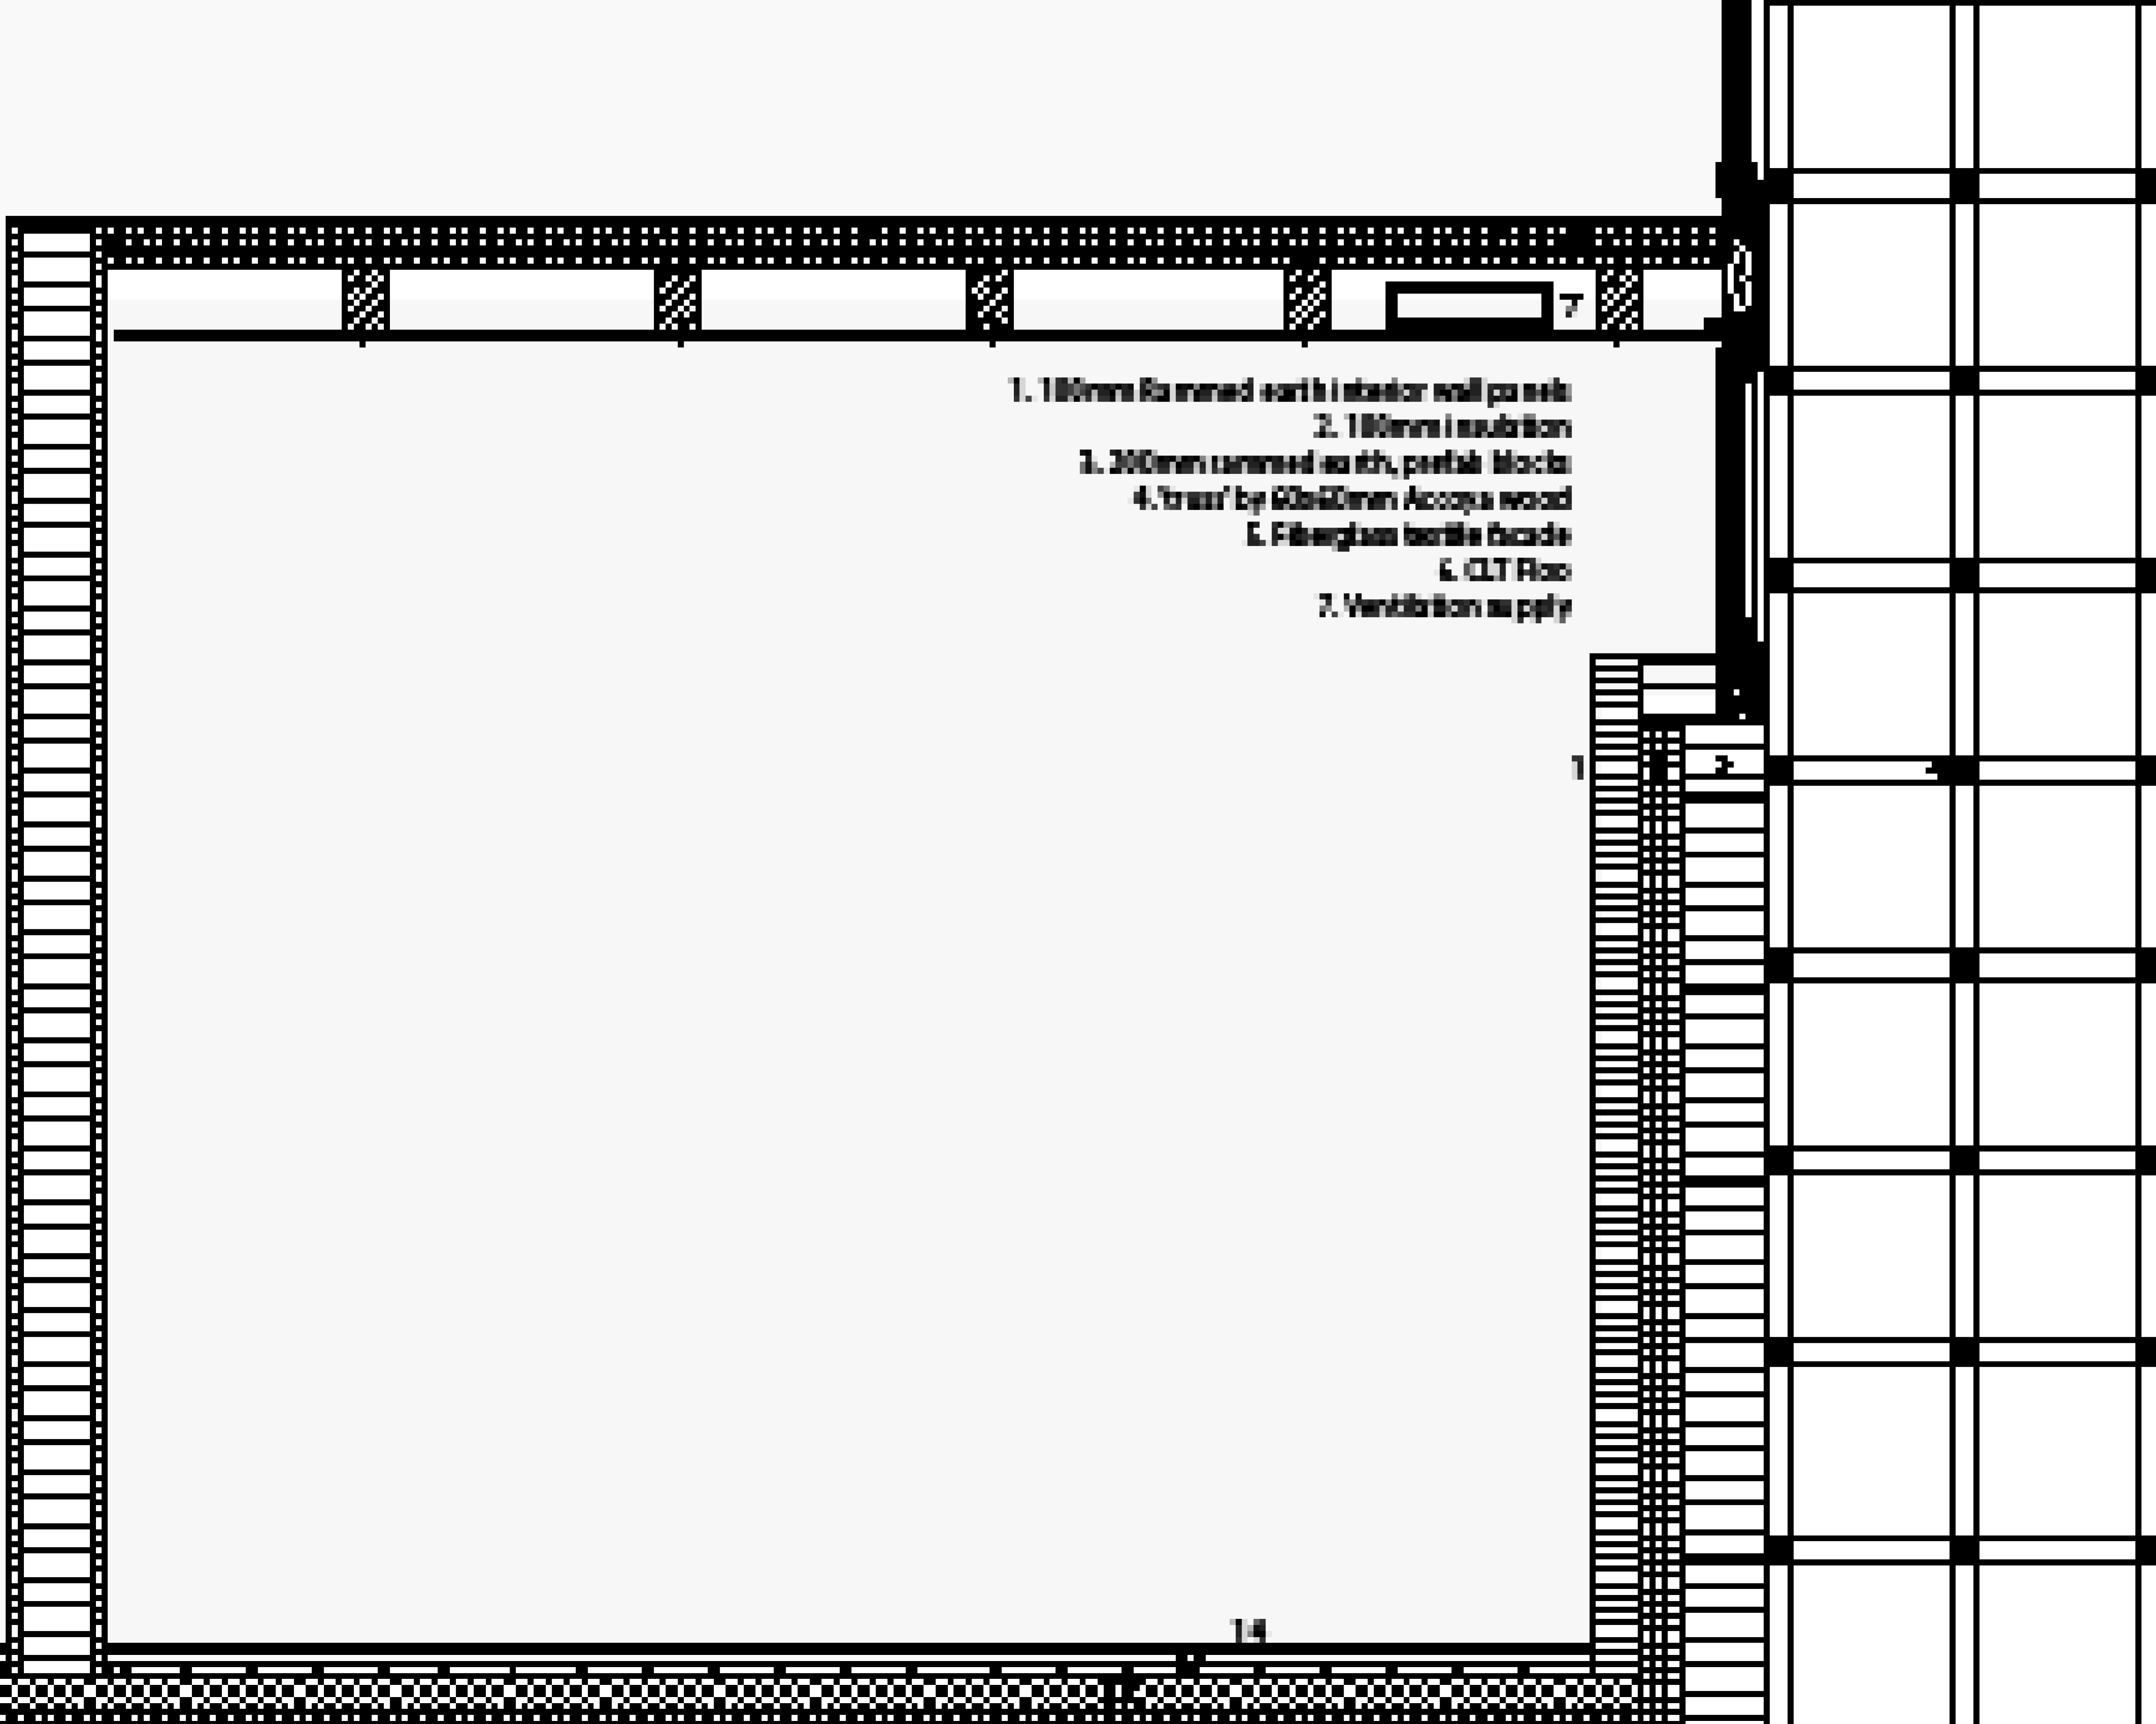 7
1. 100mm Rammed earth interior wall panels
2. 100mm insulation
3. 300mm rammed earth, prefab blocks
4. 'truss' by 60x60mm Accoya wood
5. Fiberglass textile facade
6. CLT
7. Ventilation supply
1
3
14